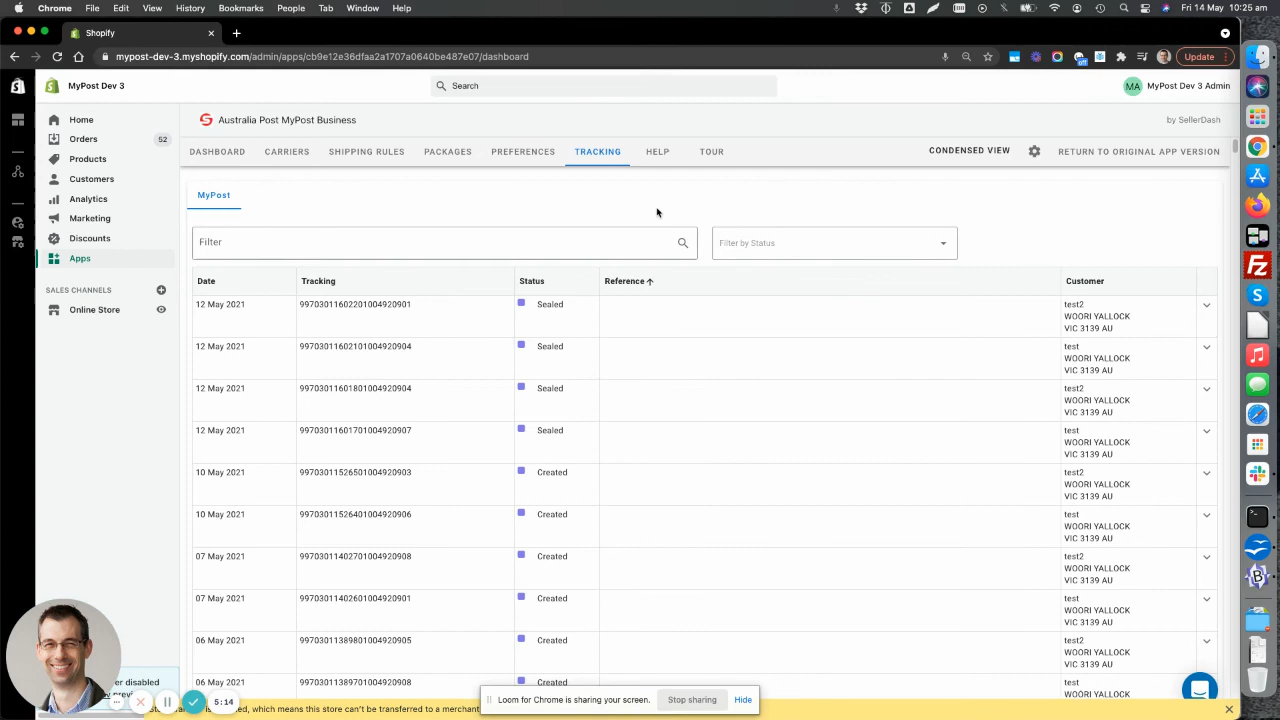 Chrome File Edit View History Bookmarks People Tab Window Help
Fri 14 May 10:25 am
Shopify
mypost-dev-3.myshopify.com/admin/apps/cb9e12e36dfaa2a1707a0640be487e07/dashboard
Update
MyPost Dev 3
Search
MA MyPost Dev 3 Admin
Home
Orders 52
Products
Customers
Analytics
Marketing
Discounts
Apps
SALES CHANNELS
Online Store
Australia Post MyPost Business
by SellerDash
DASHBOARD CARRIERS SHIPPING RULES PACKAGES PREFERENCES TRACKING HELP TOUR
CONDENSED VIEW RETURN TO ORIGINAL APP VERSION
MyPost
Filter
Filter by Status
Date Tracking Status Reference Customer
12 May 2021 99703011602201004920901 Sealed test2
WOORI YALLOCK
VIC 3139 AU
12 May 2021 99703011602101004920904 Sealed test
WOORI YALLOCK
VIC 3139 AU
12 May 2021 99703011601801004920904 Sealed test2
WOORI YALLOCK
VIC 3139 AU
12 May 2021 99703011601701004920907 Sealed test
WOORI YALLOCK
VIC 3139 AU
10 May 2021 99703011526501004920903 Created test2
WOORI YALLOCK
VIC 3139 AU
10 May 2021 99703011526401004920906 Created test
WOORI YALLOCK
VIC 3139 AU
07 May 2021 99703011402701004920908 Created test2
WOORI YALLOCK
VIC 3139 AU
07 May 2021 99703011402601004920901 Created test
WOORI YALLOCK
VIC 3139 AU
06 May 2021 99703011389801004920905 Created test2
WOORI YALLOCK
VIC 3139 AU
06 May 2021 99703011389701004920908 Created test
WOORI YALLOCK
er disabled
previ
5:14
Loom for Chrome is sharing your screen. Stop sharing Hide
, which means this store can't be transferred to a merchant